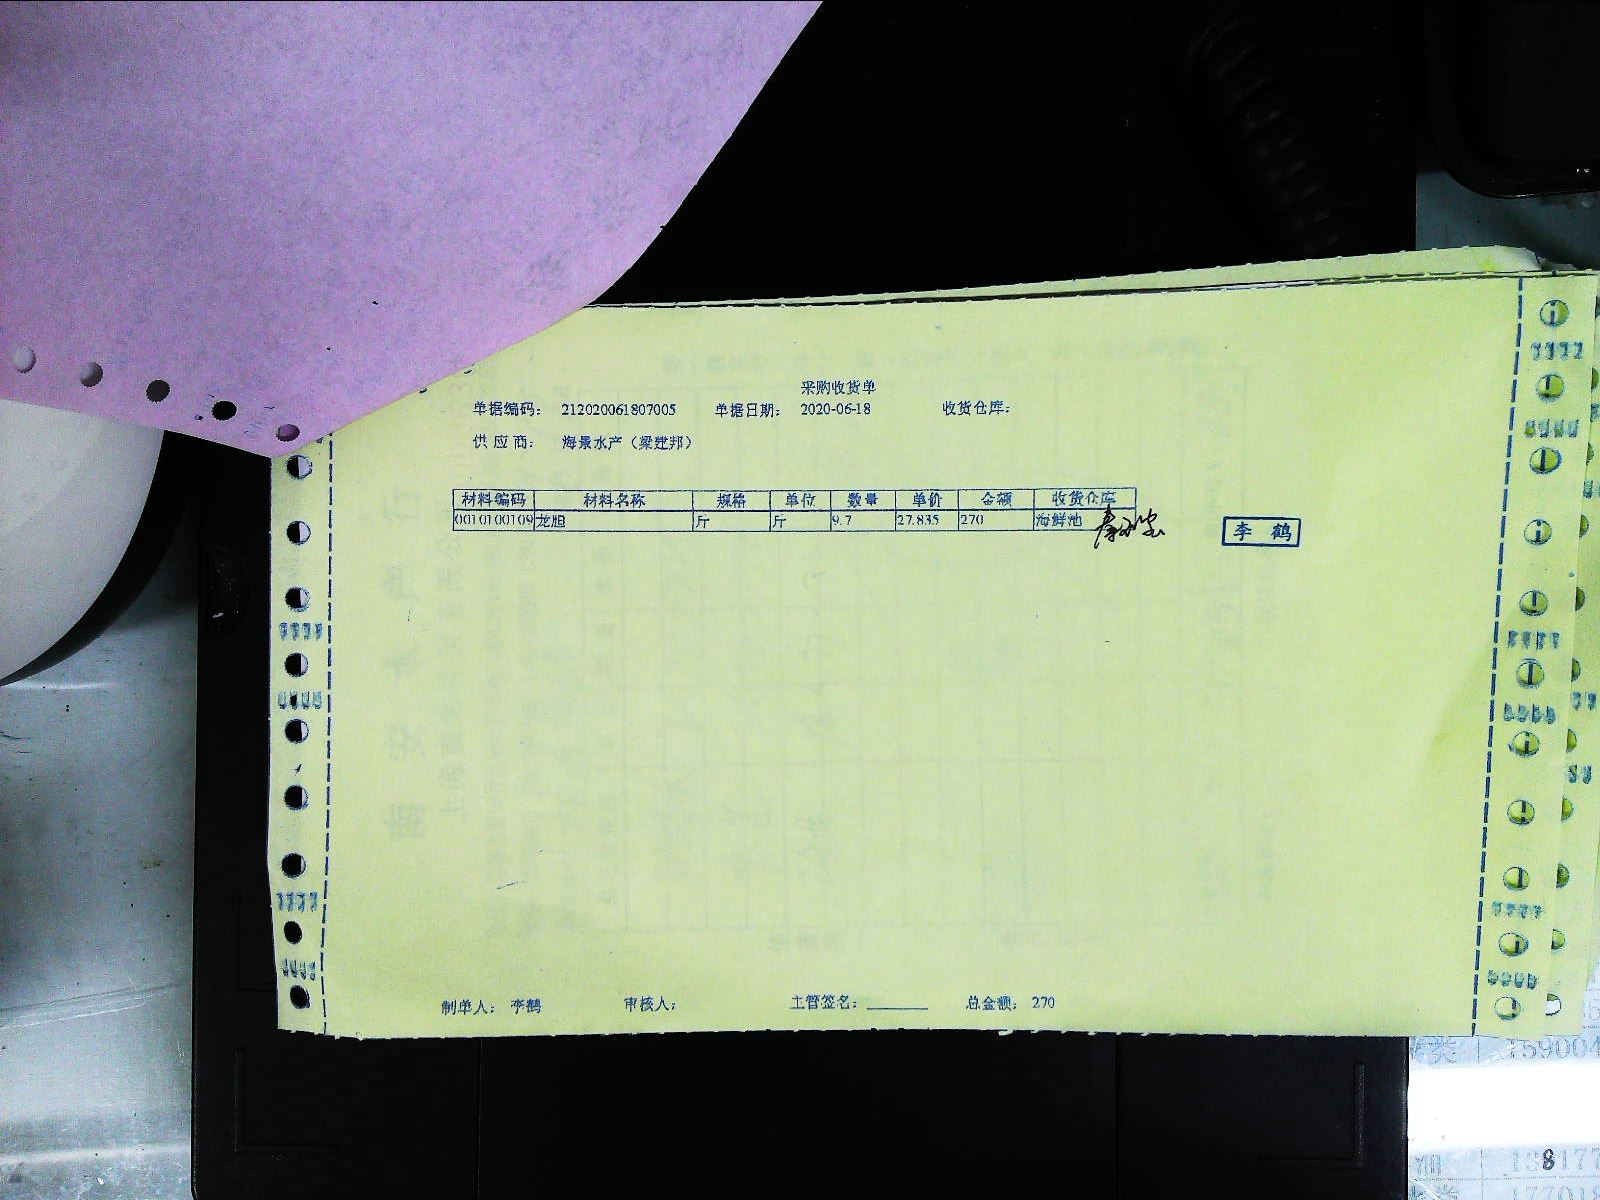 采购收货单
单据编码： 212020061807005 单据日期： 2020-06-18 收货仓库：
供应商： 海景水产（梁建邦）
材料编码 材料名称 规格 单位 数量 单价 金额 收货仓库
0010100109 龙胆 斤 斤 9.7 27.835 270 海鲜池
李 鹤
制单人： 李鹤 审核人： 主管签名： 总金额： 270
159004
13817